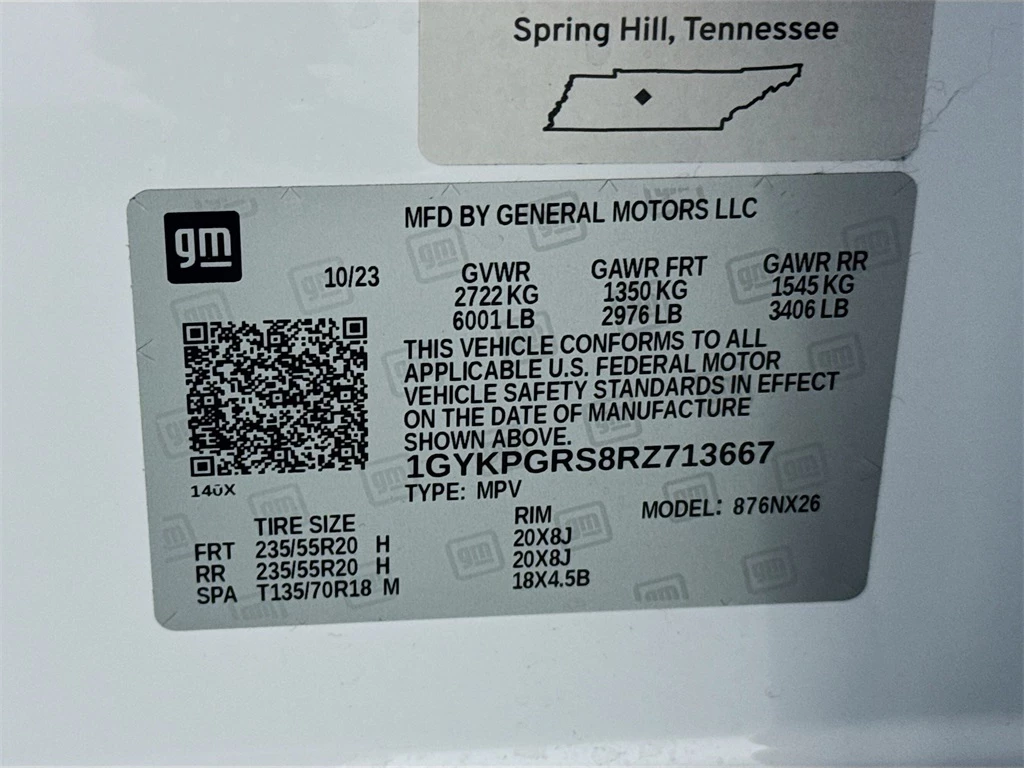 Spring Hill, Tennessee
gm
MFD BY GENERAL MOTORS LLC
10/23
GVWR GAWR FRT GAWR RR
2722 KG 1350 KG 1545 KG
6001 LB 2976 LB 3406 LB
THIS VEHICLE CONFORMS TO ALL
APPLICABLE U.S. FEDERAL MOTOR
VEHICLE SAFETY STANDARDS IN EFFECT
ON THE DATE OF MANUFACTURE
SHOWN ABOVE.
1GYKPGRS8RZ713667
140X
TYPE: MPV
MODEL: 876NX26
TIRE SIZE RIM
FRT 235/55R20 H 20X8J
RR 235/55R20 H 20X8J
SPA T135/70R18 M 18X4.5B